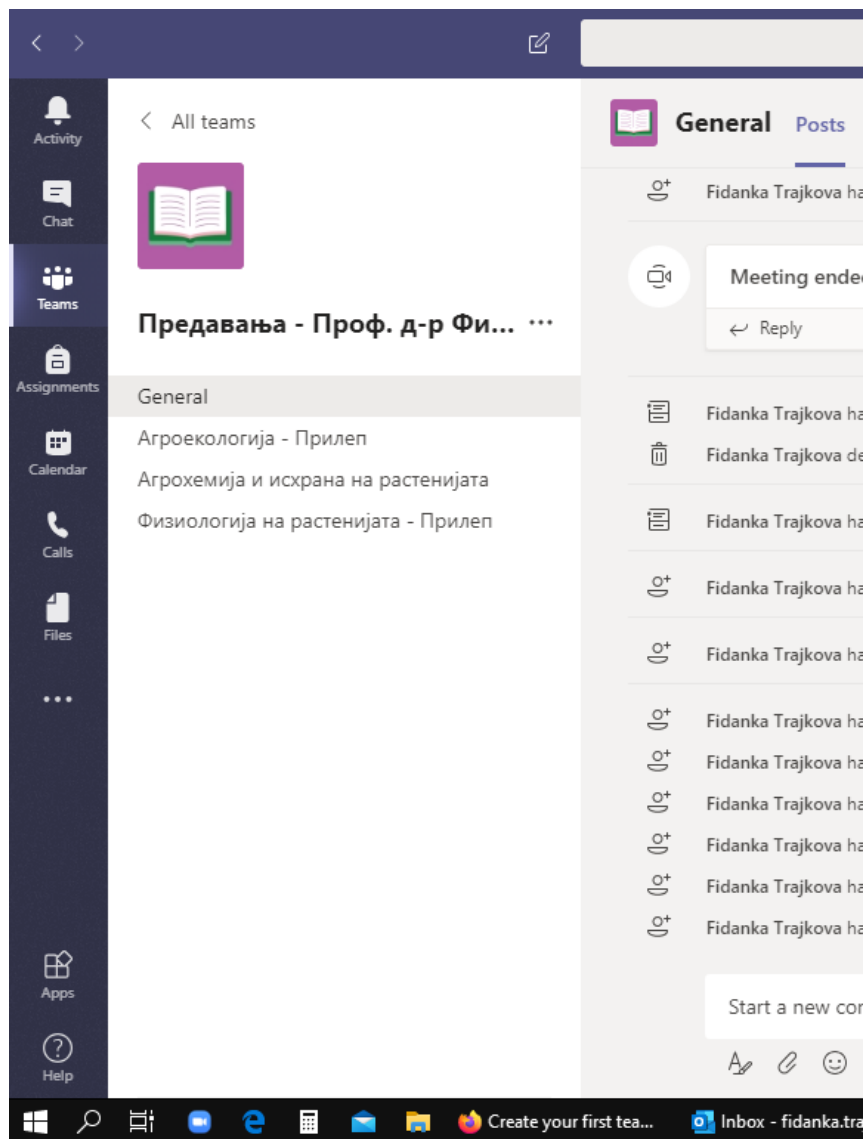 Activity
Chat
Teams
Assignments
Calendar
Calls
Files
Apps
Help
All teams
Предавања - Проф. д-р Фи...
General
Агроекологија - Прилеп
Агрохемија и исхрана на растенијата
Физиологија на растенијата - Прилеп
General Posts
Fidanka Trajkova ha
Meeting ended
Reply
Fidanka Trajkova ha
Fidanka Trajkova de
Fidanka Trajkova ha
Fidanka Trajkova ha
Fidanka Trajkova ha
Fidanka Trajkova ha
Fidanka Trajkova ha
Fidanka Trajkova ha
Fidanka Trajkova ha
Fidanka Trajkova ha
Fidanka Trajkova ha
Start a new con
Create your first tea... Inbox - fidanka.tra